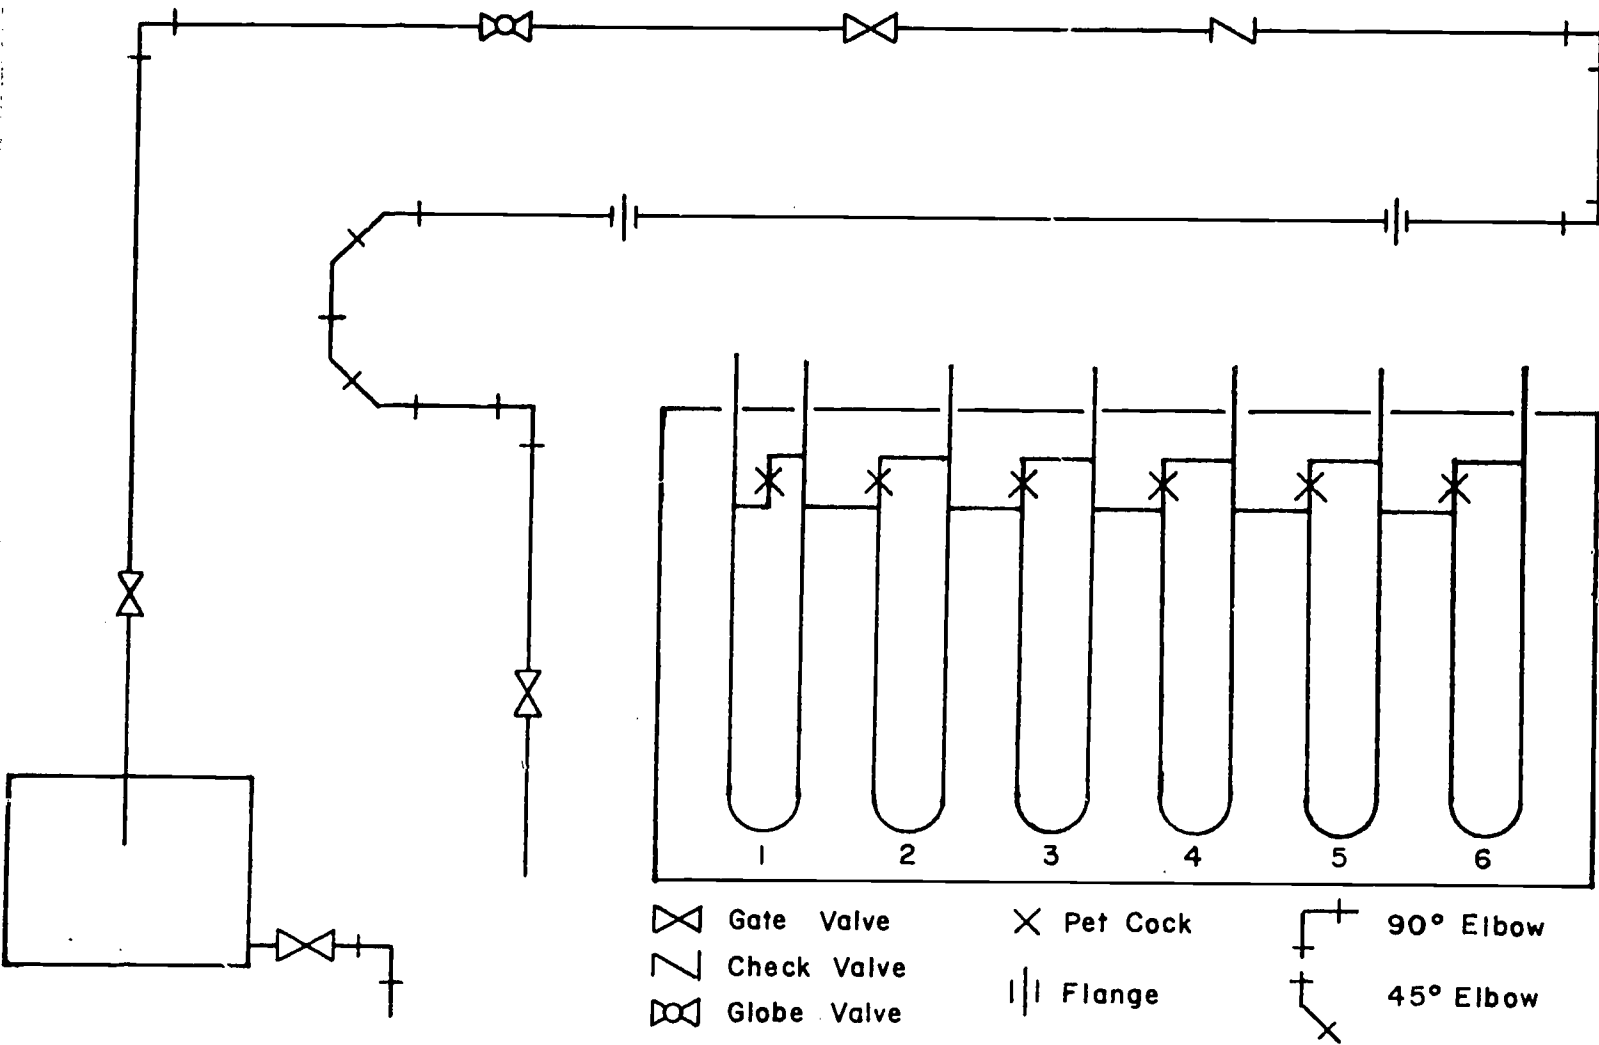 1 2 3 4 5 6
Gate Valve
Check Valve
Globe Valve
Pet Cock
Flange
90° Elbow
45° Elbow